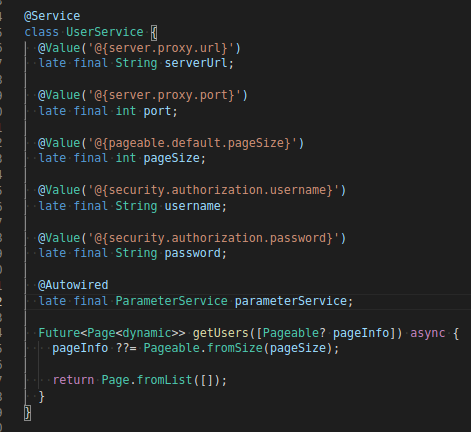 @Service
class UserService {
  @Value('@{server.proxy.url}')
  late final String serverUrl;

  @Value('@{server.proxy.port}')
  late final int port;

  @Value('@{pageable.default.pageSize}')
  late final int pageSize;

  @Value('@{security.authorization.username}')
  late final String username;

  @Value('@{security.authorization.password}')
  late final String password;

  @Autowired
  late final ParameterService parameterService;

  Future<Page<dynamic>> getUsers([Pageable? pageInfo]) async {
    pageInfo ??= Pageable.fromSize(pageSize);

    return Page.fromList([]);
  }
}